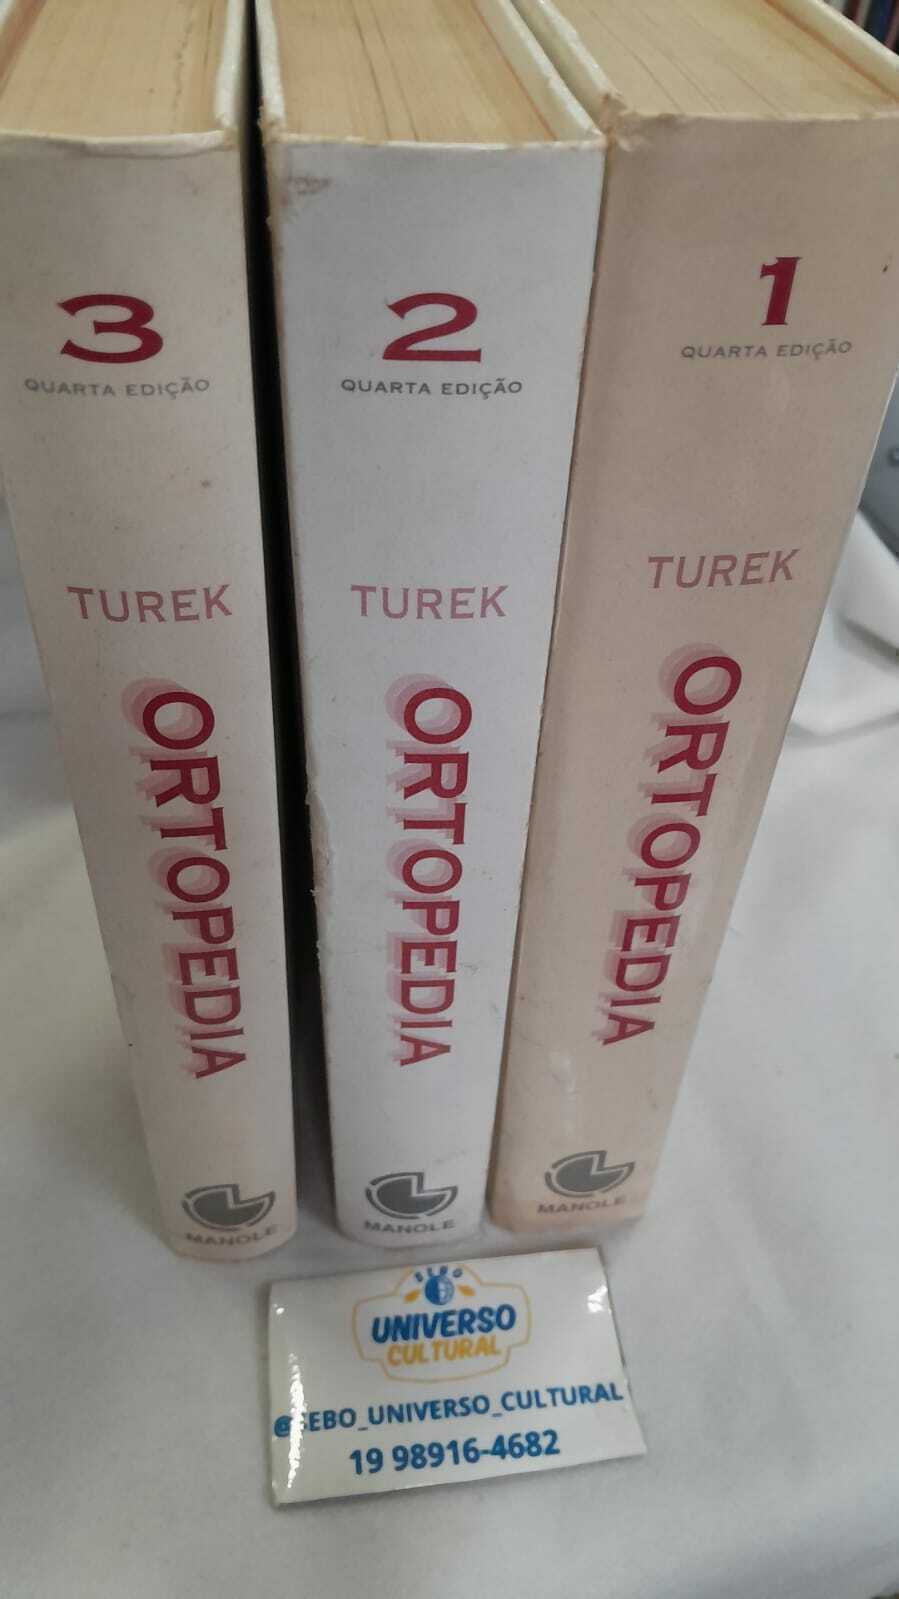 3
QUARTA EDIÇÃO
TUREK
ORTOPEDIA
MANOLE
2
QUARTA EDIÇÃO
TUREK
ORTOPEDIA
MANOLE
1
QUARTA EDIÇÃO
TUREK
ORTOPEDIA
MANOLE
SEBO
UNIVERSO
CULTURAL
@SEBO_UNIVERSO_CULTURAL
19 98916-4682